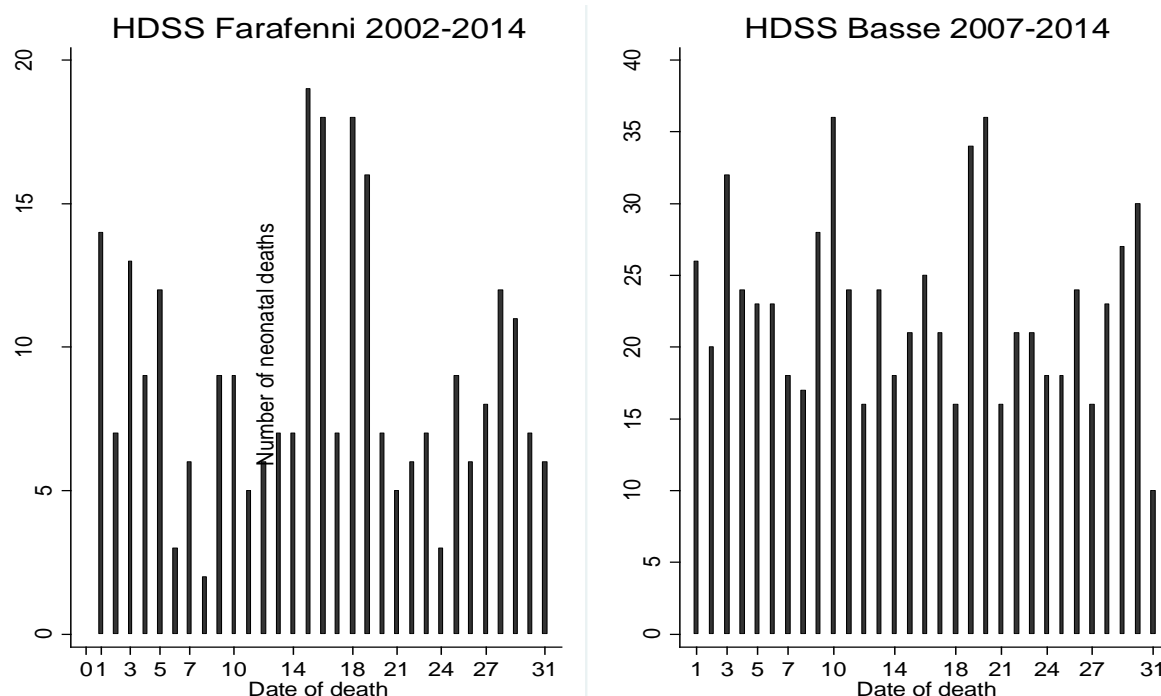 HDSS Farafenni 2002-2014
20
15
10
5
0
Number of neonatal deaths
0 1 3 5 7 10 14 18 21 24 27 31
Date of death
HDSS Basse 2007-2014
40
35
30
25
20
15
10
5
0
1 3 5 7 10 14 18 21 24 27 31
Date of death